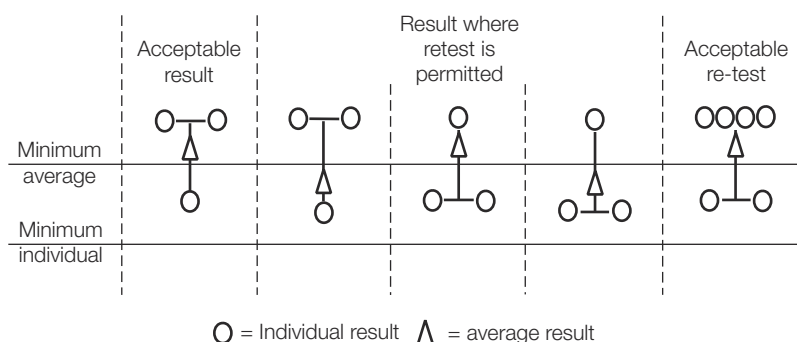 Acceptable
result
Result where
retest is
permitted
Acceptable
re-test
Minimum
average
Minimum
individual
= Individual result
= average result